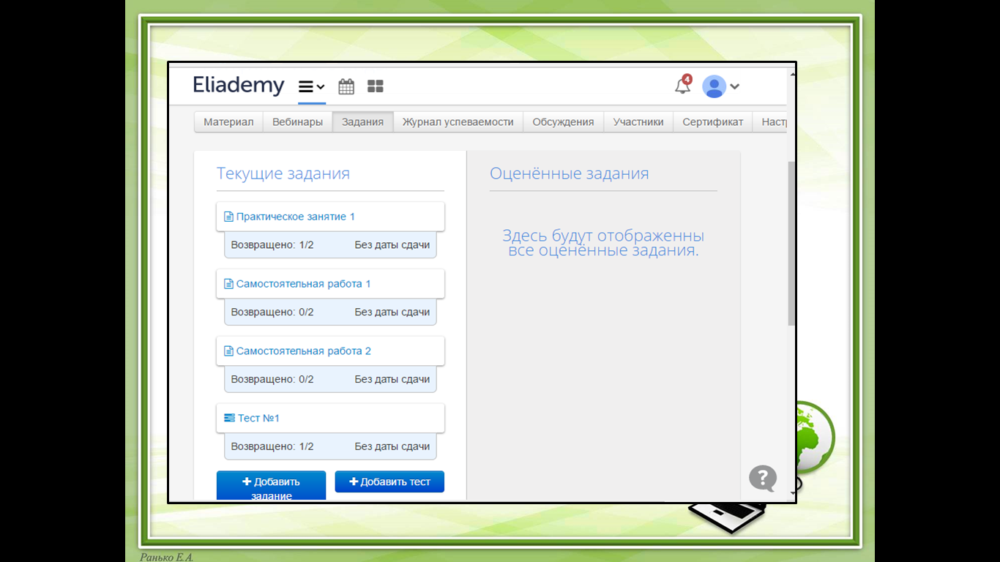 Eliademy
4
Материал Вебинары Задания Журнал успеваемости Обсуждения Участники Сертификат Настр
Текущие задания
Практическое занятие 1
Возвращено: 1/2 Без даты сдачи
Самостоятельная работа 1
Возвращено: 0/2 Без даты сдачи
Самостоятельная работа 2
Возвращено: 0/2 Без даты сдачи
Тест №1
Возвращено: 1/2 Без даты сдачи
+ Добавить
задание
+ Добавить тест
Оценённые задания
Здесь будут отображенны
все оценённые задания.
?
Ранько Е.А.